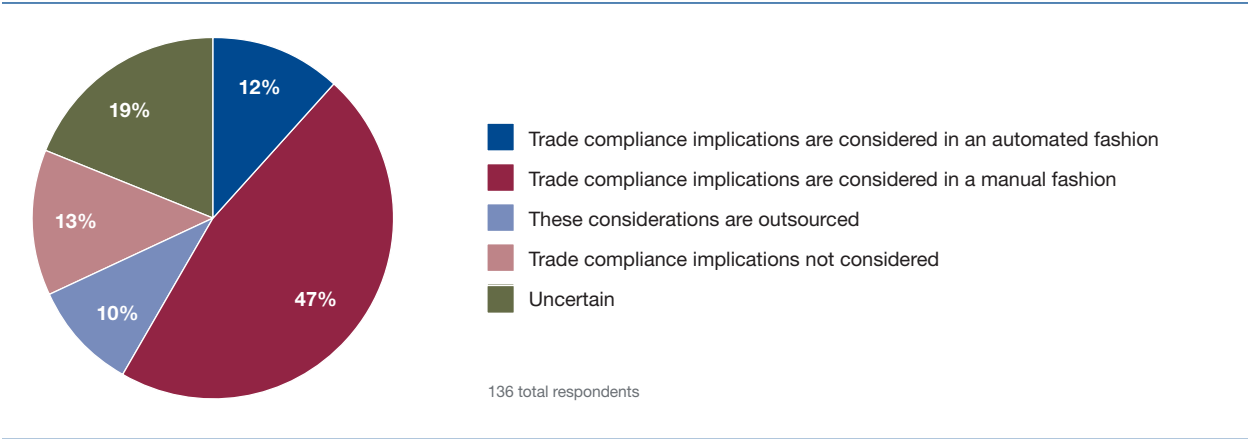 12%
19%
13%
10%
47%
Trade compliance implications are considered in an automated fashion
Trade compliance implications are considered in a manual fashion
These considerations are outsourced
Trade compliance implications not considered
Uncertain
136 total respondents